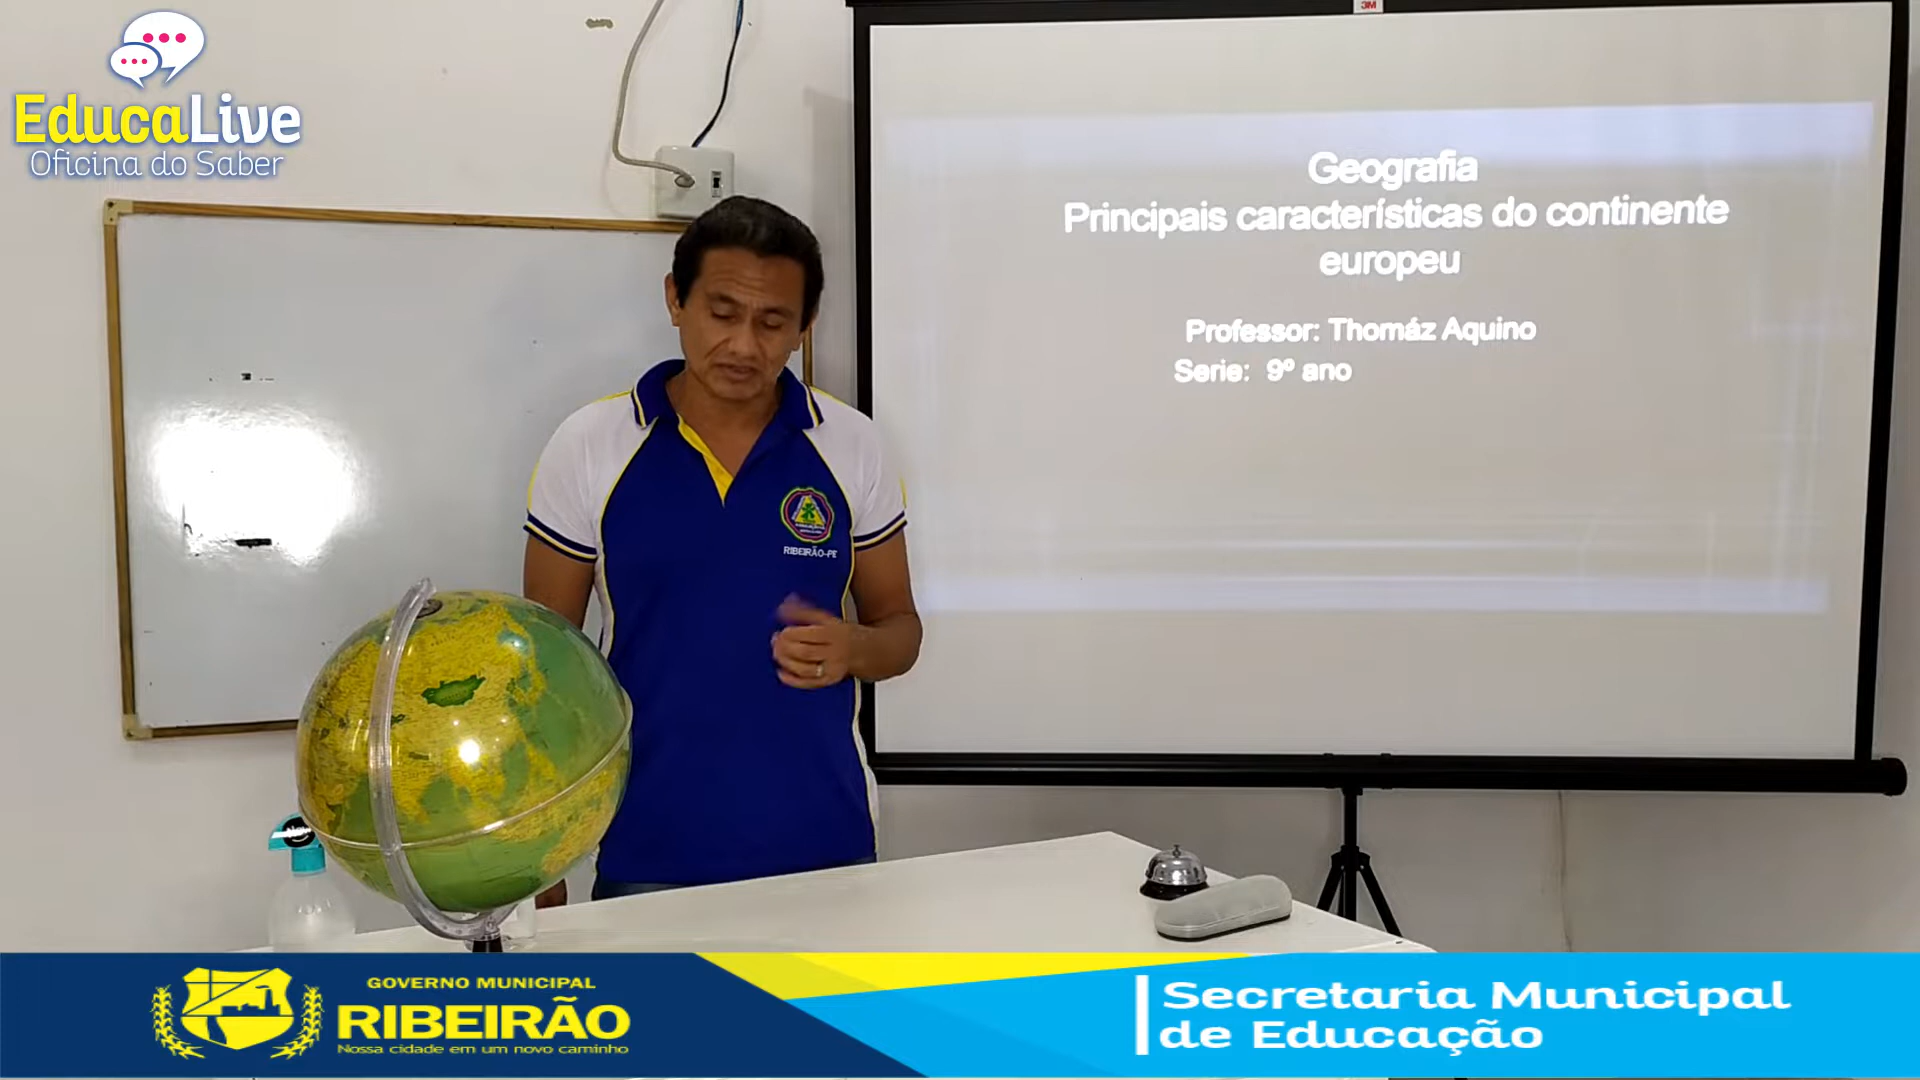 3M
EducaLive
Oficina do Saber
Geografia
Principais características do continente
europeu
Professor: Thomáz Aquino
Serie: 9º ano
RIBEIRÃO-PE
GOVERNO MUNICIPAL
RIBEIRÃO
Nossa cidade em um novo caminho
Secretaria Municipal
de Educação